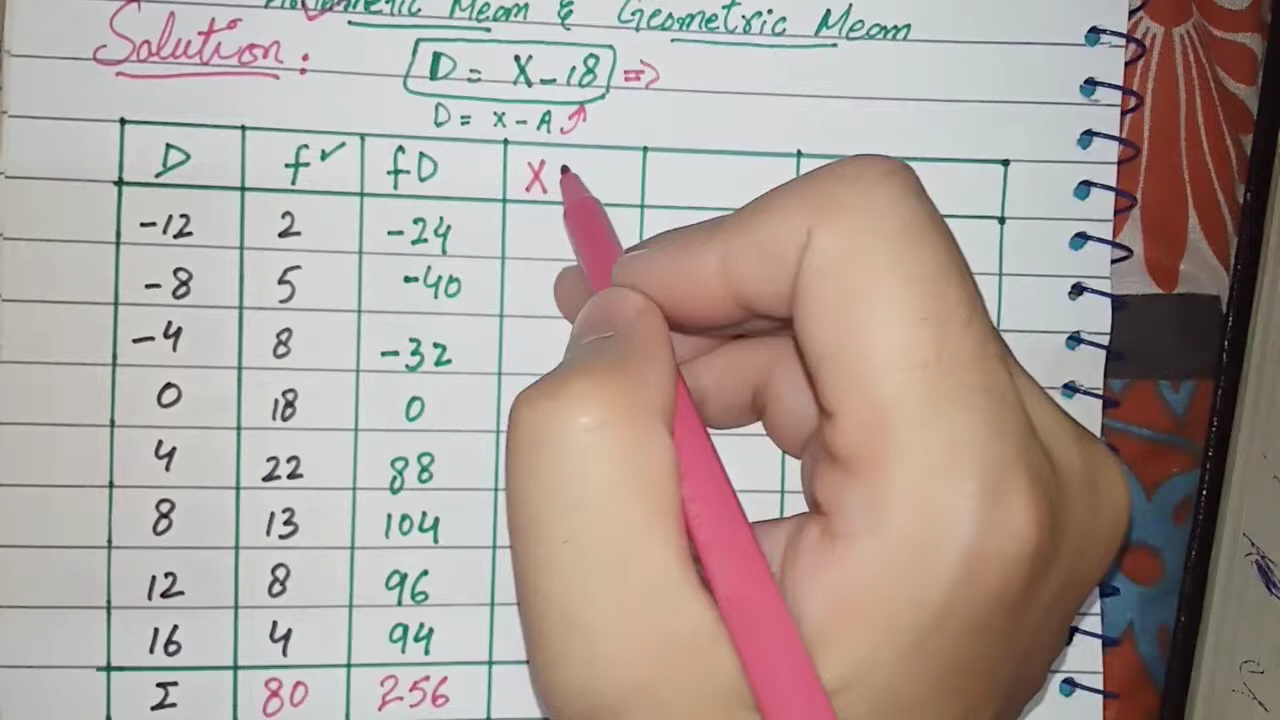 Mean & Geometric Mean
Solution:
D = X-18 ⇒
D = X - A
D f ✓ fD X
-12 2 -24
-8 5 -40
-4 8 -32
0 18 0
4 22 88
8 13 104
12 8 96
16 4 94
Σ 80 256